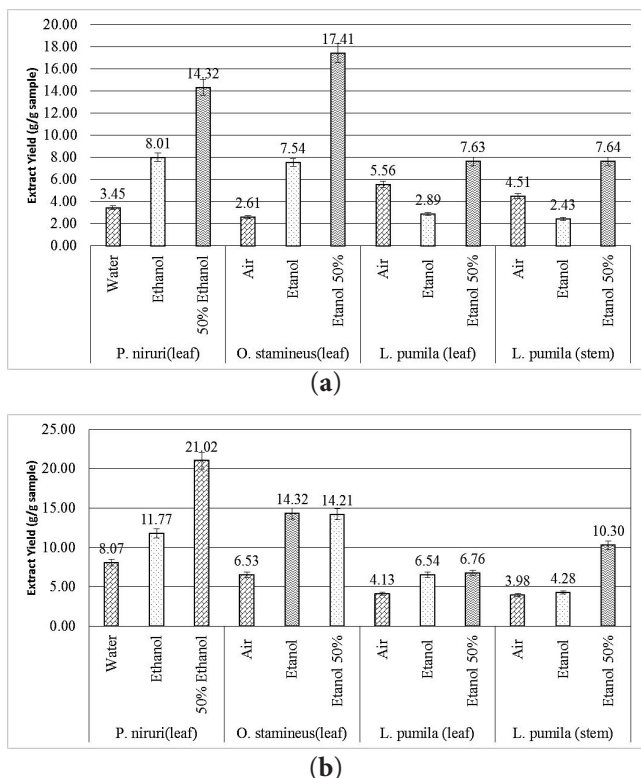 20.00
18.00
16.00
14.00
12.00
10.00
8.00
6.00
4.00
2.00
0.00
Extract Yield (g/g sample)
3.45
8.01
14.32
2.61
7.54
17.41
5.56
2.89
7.63
4.51
2.43
7.64
Water
Ethanol
50% Ethanol
Air
Etanol
Etanol 50%
Air
Etanol
Etanol 50%
Air
Etanol
Etanol 50%
P. niruri(leaf)
O. stamineus(leaf)
L. pumila (leaf)
L. pumila (stem)
(a)
25.00
20.00
15.00
10.00
5.00
0.00
Extract Yield (g/g sample)
8.07
11.77
21.02
6.53
14.32
14.21
4.13
6.54
6.76
3.98
4.28
10.30
Water
Ethanol
50% Ethanol
Air
Etanol
Etanol 50%
Air
Etanol
Etanol 50%
Air
Etanol
Etanol 50%
P. niruri(leaf)
O. stamineus(leaf)
L. pumila (leaf)
L. pumila (stem)
(b)